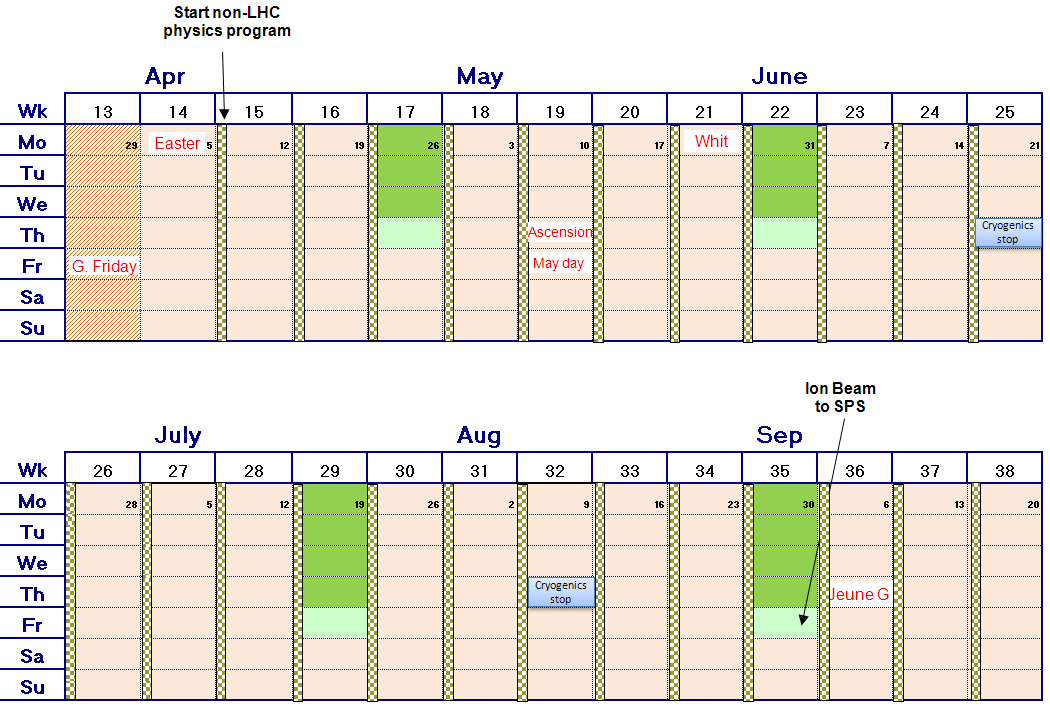 Start non-LHC
physics program
Apr May June
Wk 13 14 15 16 17 18 19 20 21 22 23 24 25
Mo 29 Easter 5 12 19 26 3 10 17 Whit 31 7 14 21
Tu
We
Th Ascension Cryogenics
stop
Fr G. Friday May day
Sa
Su
Ion Beam
to SPS
July Aug Sep
Wk 26 27 28 29 30 31 32 33 34 35 36 37 38
Mo 28 5 12 19 26 2 9 16 23 30 6 13 20
Tu
We
Th Cryogenics
stop Jeune G
Fr
Sa
Su